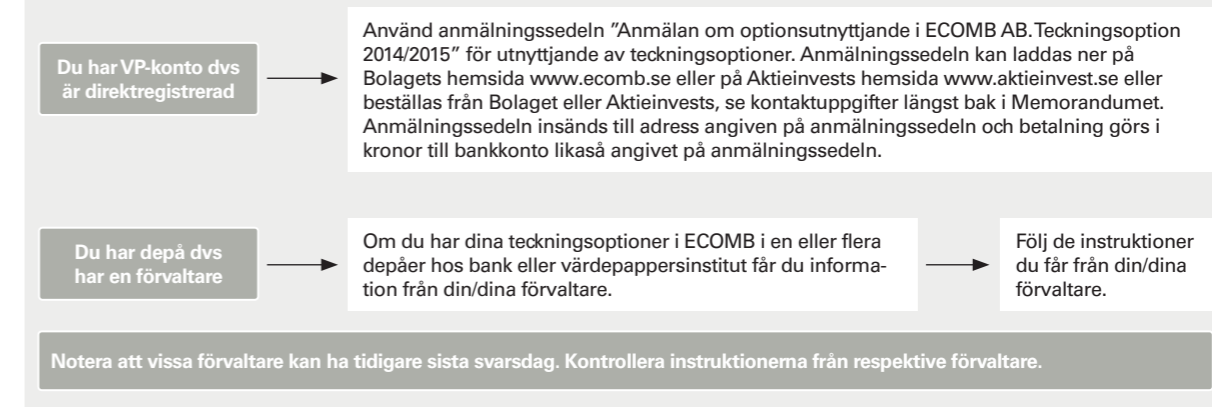 Du har VP-konto dvs
är direktregistrerad
Använd anmälningssedeln ”Anmälan om optionsutnyttjande i ECOMB AB. Teckningsoption
2014/2015” för utnyttjande av teckningsoptioner. Anmälningssedeln kan laddas ner på
Bolagets hemsida www.ecomb.se eller på Aktieinvests hemsida www.aktieinvest.se eller
beställas från Bolaget eller Aktieinvests, se kontaktuppgifter längst bak i Memorandumet.
Anmälningssedeln insänds till adress angiven på anmälningssedeln och betalning görs i
kronor till bankkonto likaså angivet på anmälningssedeln.
Du har depå dvs
har en förvaltare
Om du har dina teckningsoptioner i ECOMB i en eller flera
depåer hos bank eller värdepappersinstitut får du informa-
tion från din/dina förvaltare.
Följ de instruktioner
du får från din/dina
förvaltare.
Notera att vissa förvaltare kan ha tidigare sista svarsdag. Kontrollera instruktionerna från respektive förvaltare.